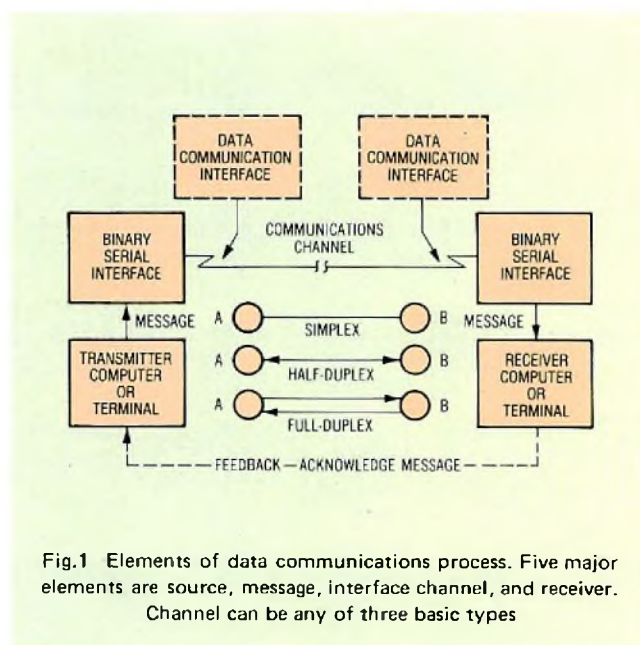 DATA
COMMUNICATION
INTERFACE
DATA
COMMUNICATION
INTERFACE
BINARY
SERIAL
INTERFACE
COMMUNICATIONS
CHANNEL
BINARY
SERIAL
INTERFACE
MESSAGE
A
SIMPLEX
B
MESSAGE
TRANSMITTER
COMPUTER
OR
TERMINAL
A
HALF-DUPLEX
B
A
FULL-DUPLEX
B
RECEIVER
COMPUTER
OR
TERMINAL
FEEDBACK—ACKNOWLEDGE MESSAGE
Fig.1 Elements of data communications process. Five major
elements are source, message, interface channel, and receiver.
Channel can be any of three basic types